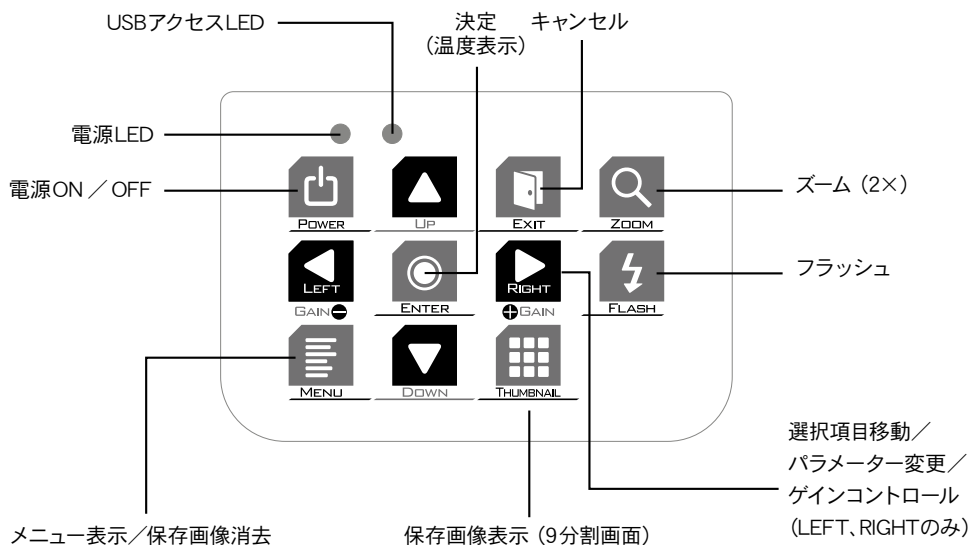 USBアクセスLED
決定
（温度表示）
キャンセル
電源LED
電源ON／OFF
ズーム（2×）
POWER
UP
EXIT
ZOOM
フラッシュ
LEFT
ENTER
RIGHT
FLASH
GAIN−
+GAIN
MENU
DOWN
THUMBNAIL
選択項目移動／
パラメーター変更／
ゲインコントロール
（LEFT、RIGHTのみ）
メニュー表示／保存画像消去
保存画像表示（9分割画面）